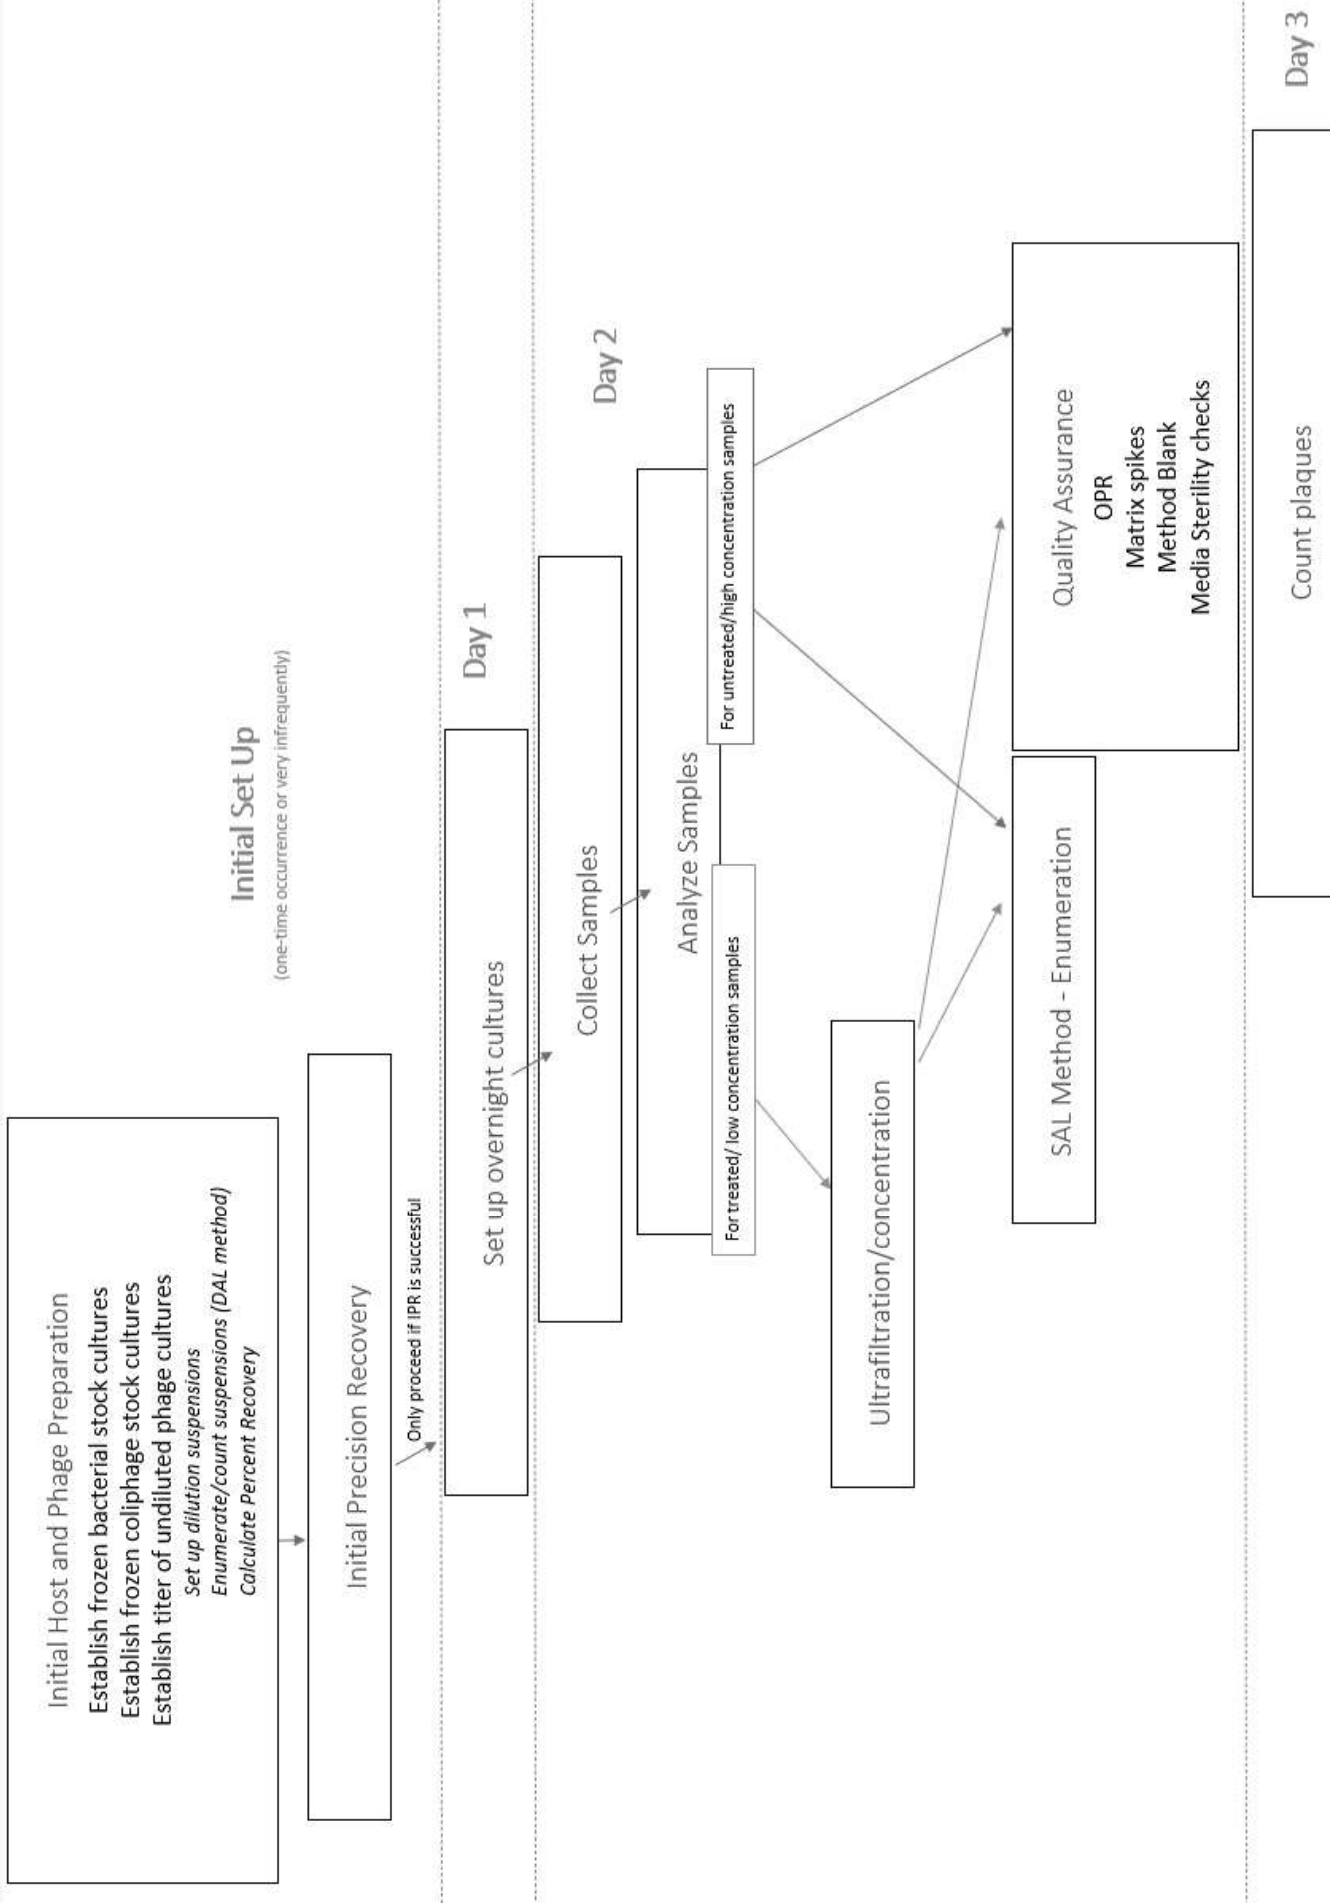 Initial Set Up
(one-time occurrence or very infrequently)
Initial Host and Phage Preparation
Establish frozen bacterial stock cultures
Establish frozen coliphage stock cultures
Establish titer of undiluted phage cultures
Set up dilution suspensions
Enumerate/count suspensions (DAL method)
Calculate Percent Recovery
Initial Precision Recovery
Only proceed if IPR is successful
Day 1
Set up overnight cultures
Day 2
Collect Samples
Analyze Samples
For treated/ low concentration samples
For untreated/high concentration samples
Ultrafiltration/concentration
SAL Method - Enumeration
Quality Assurance
OPR
Matrix spikes
Method Blank
Media Sterility checks
Day 3
Count plaques